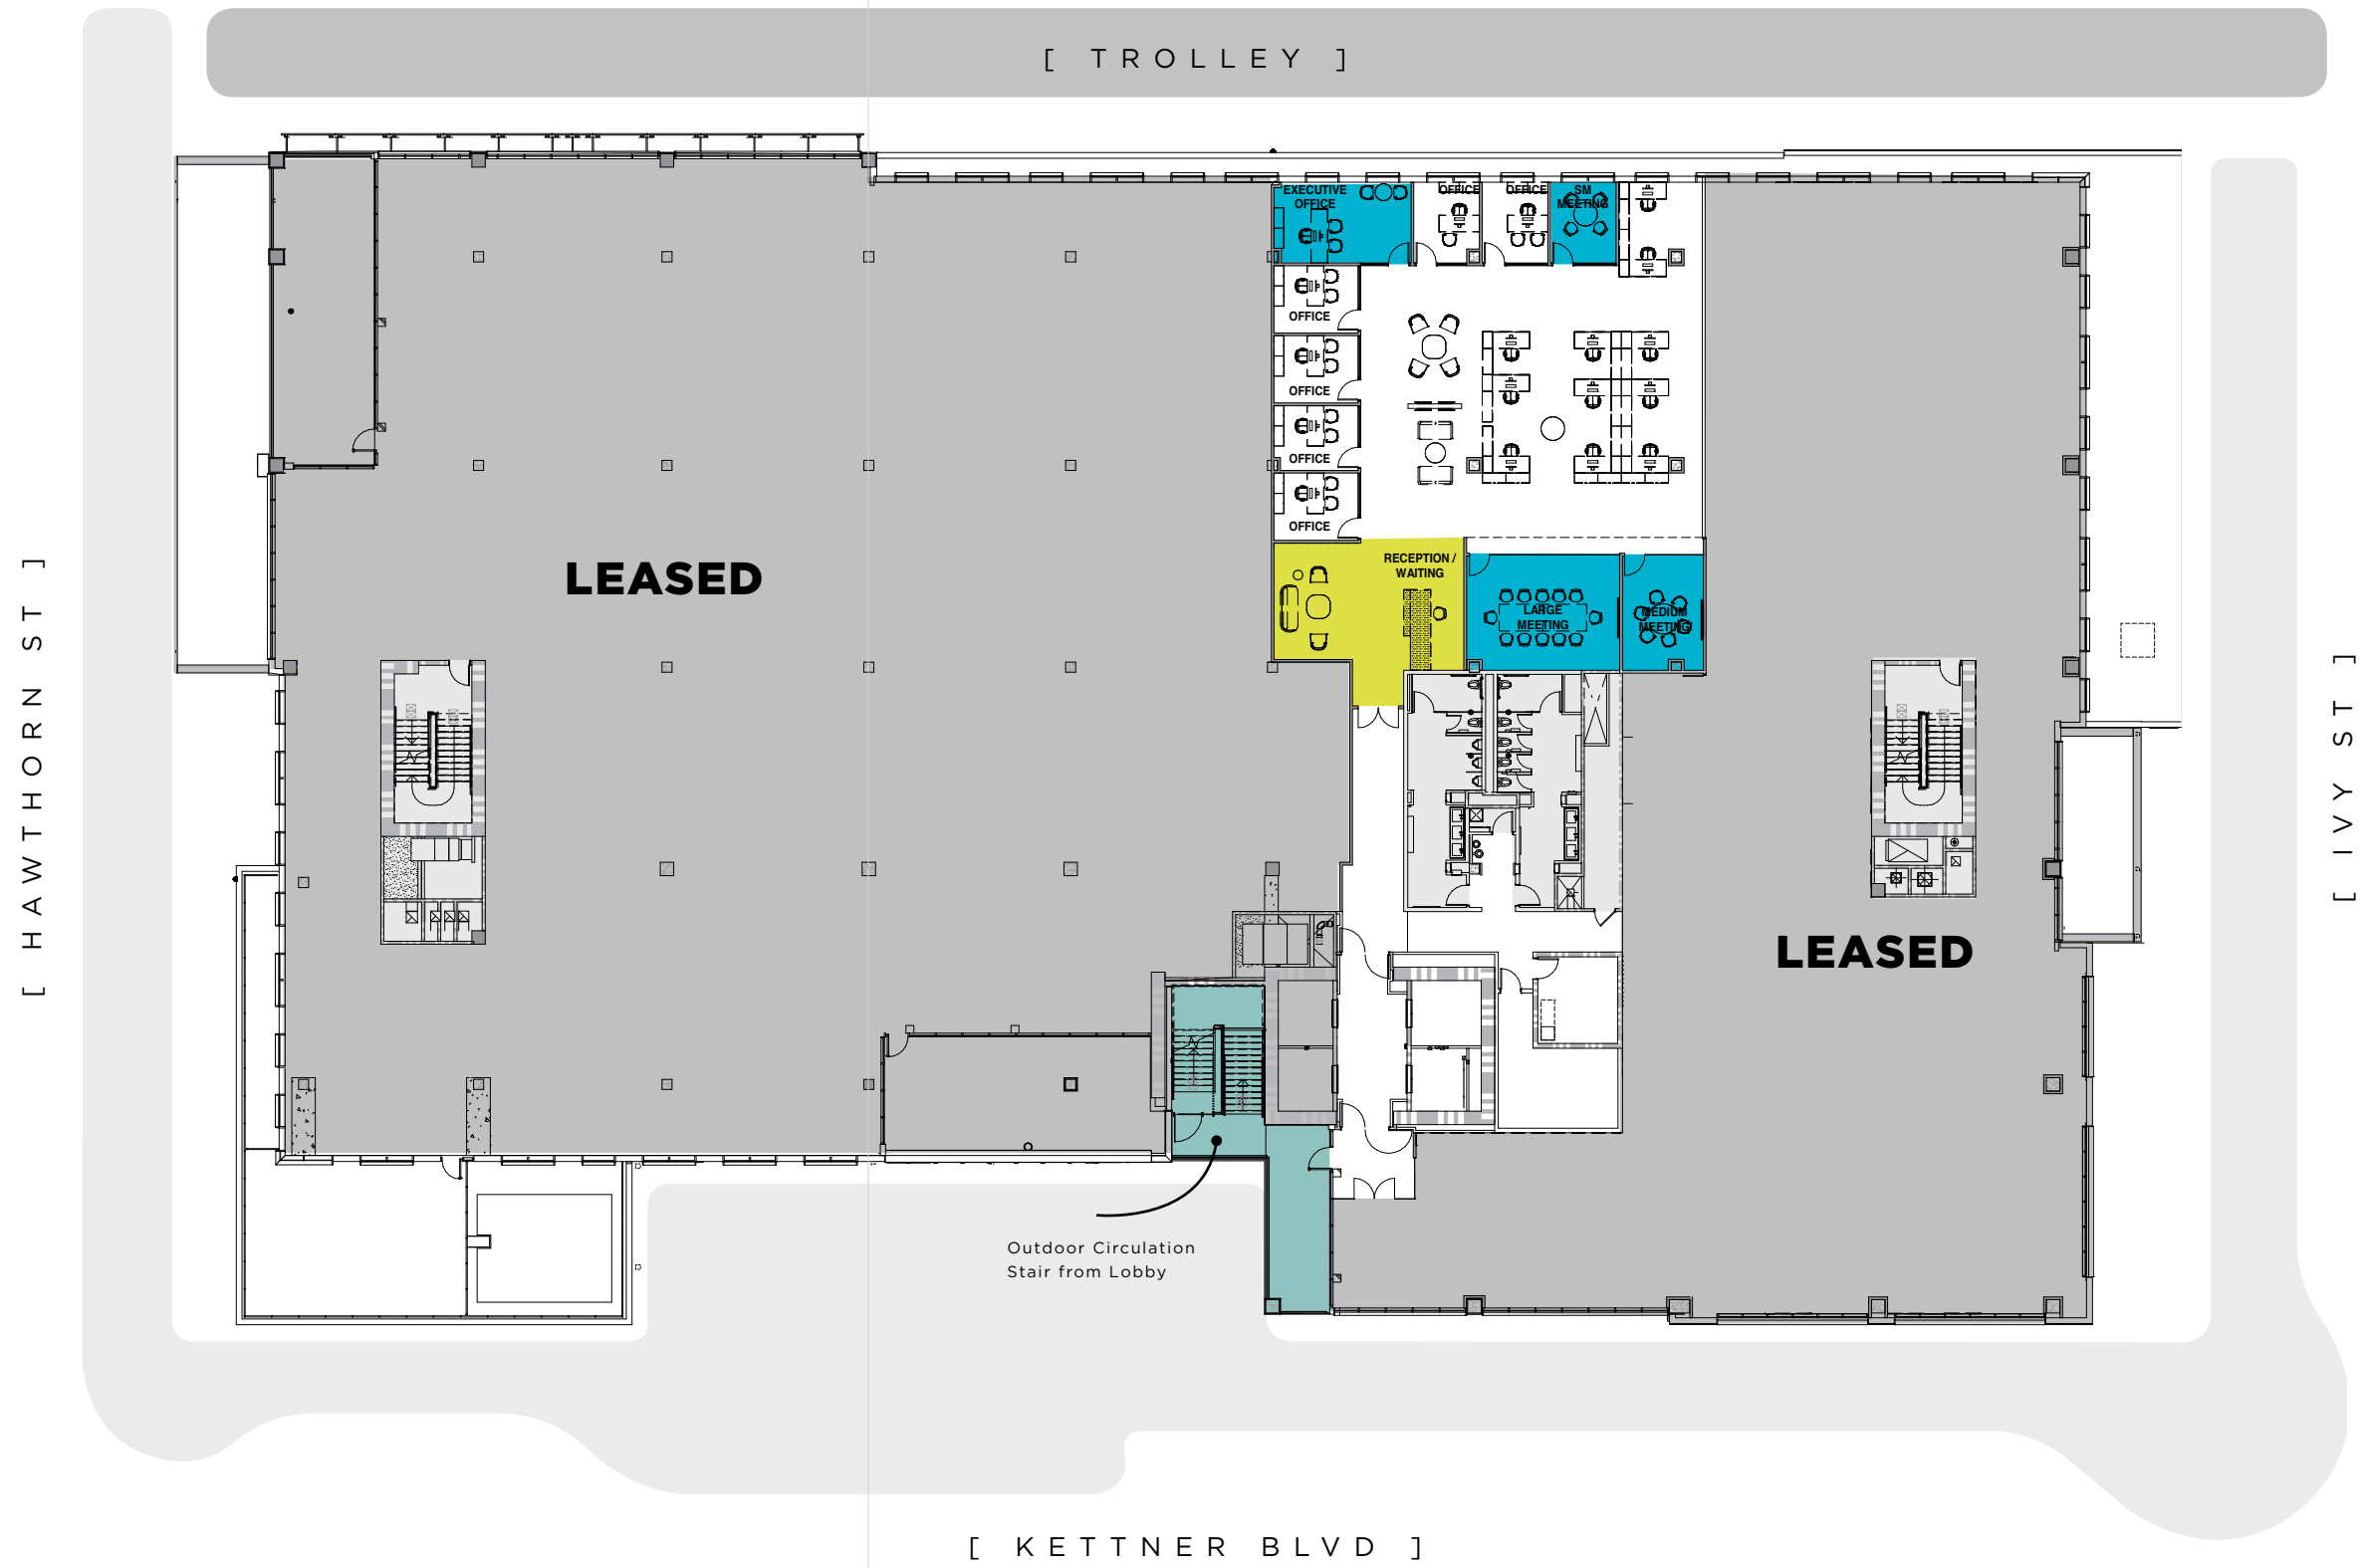 [ TROLLEY ]
EXECUTIVE
OFFICE
OFFICE
OFFICE
SM
MEETING
OFFICE
OFFICE
OFFICE
OFFICE
RECEPTION /
WAITING
LARGE
MEETING
MEDIUM
MEETING
LEASED
LEASED
[ HAWTHORN ST ]
[ IVY ST ]
Outdoor Circulation
Stair from Lobby
[ KETTNER BLVD ]